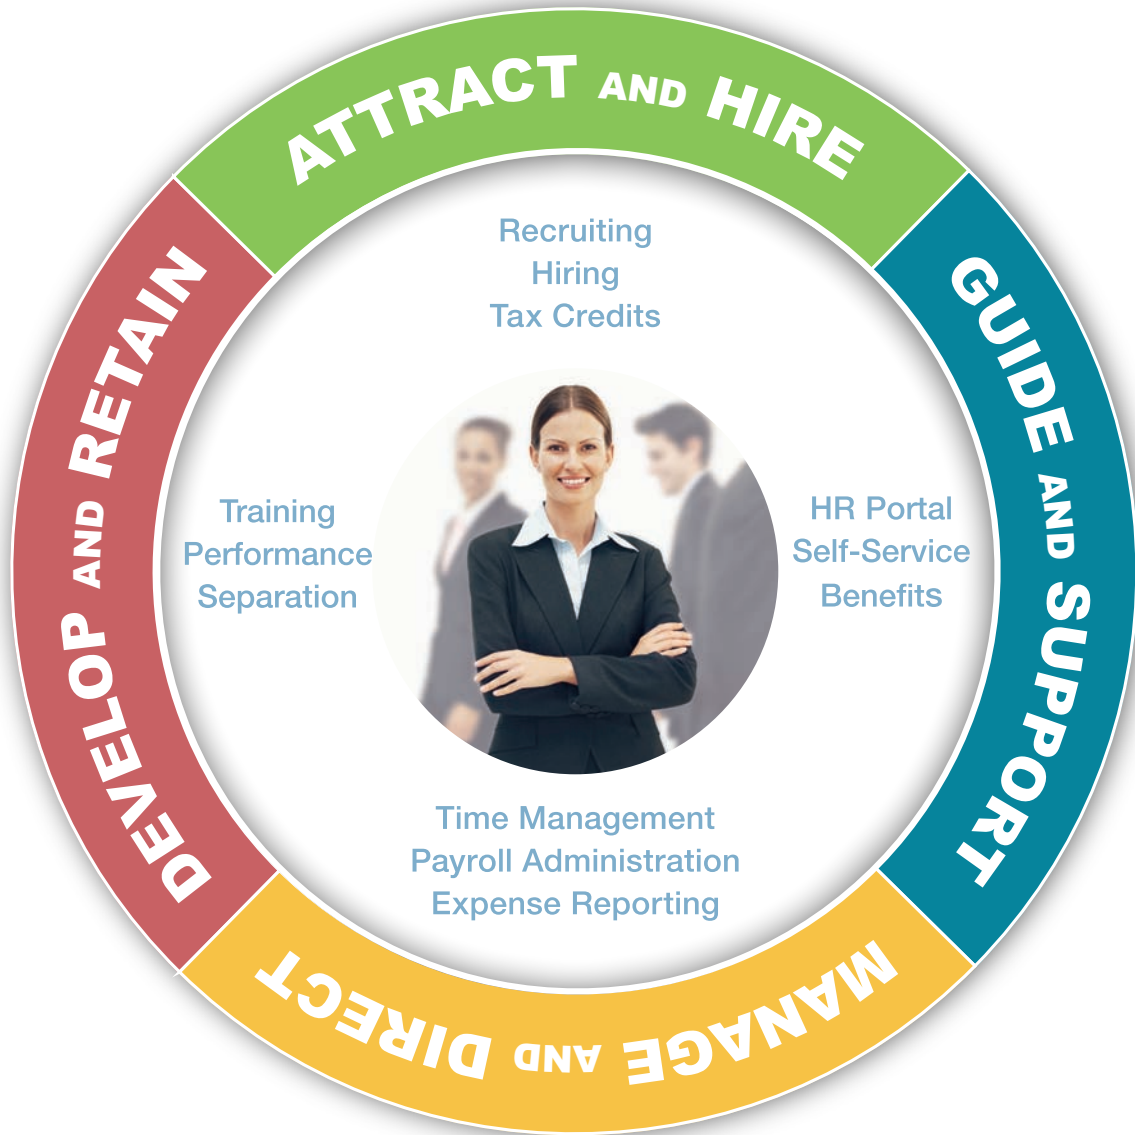 ATTRACT AND HIRE
Recruiting
Hiring
Tax Credits
GUIDE AND SUPPORT
HR Portal
Self-Service
Benefits
MANAGE AND DIRECT
Time Management
Payroll Administration
Expense Reporting
DEVELOP AND RETAIN
Training
Performance
Separation